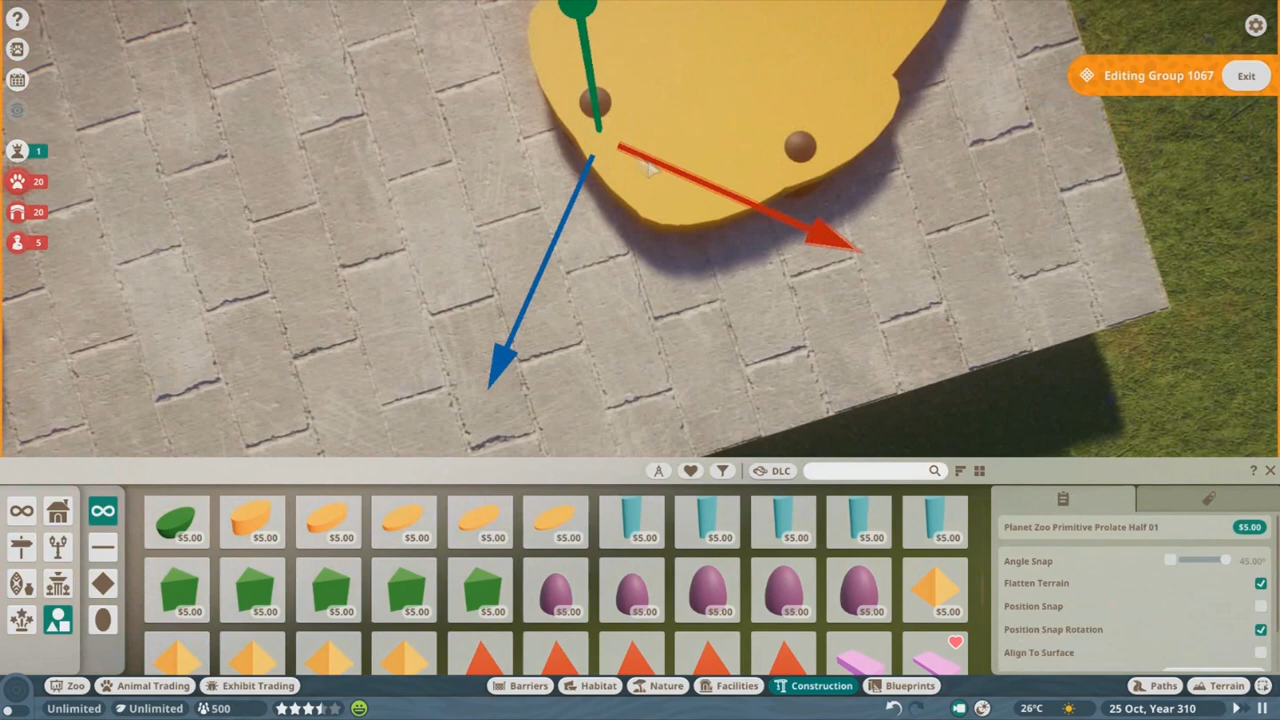 ?
Editing Group 1067 Exit
1
20
20
5
DLC
? ×
$5.00 $5.00 $5.00 $5.00 $5.00 $5.00 $5.00 $5.00 $5.00 $5.00 $5.00
Planet Zoo Primitive Prolate Half 01 $5.00
Angle Snap 45.00°
Flatten Terrain
$5.00 $5.00 $5.00 $5.00 $5.00 $5.00 $5.00 $5.00 $5.00 $5.00 $5.00
Position Snap
Position Snap Rotation
Align To Surface
Zoo Animal Trading Exhibit Trading Barriers Habitat Nature Facilities Construction Blueprints Paths Terrain
Unlimited Unlimited 500 26°C 25 Oct, Year 310